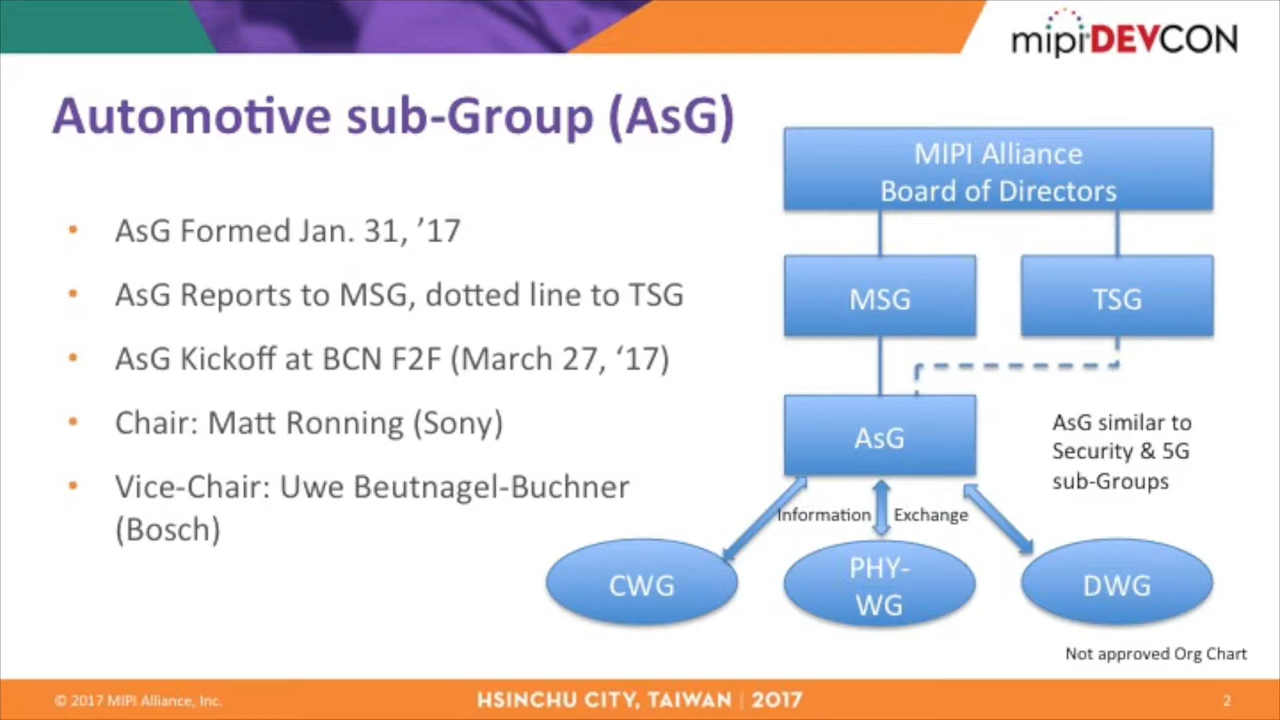 mipi DEVCON
Automotive sub-Group (AsG)
• AsG Formed Jan. 31, ’17
• AsG Reports to MSG, dotted line to TSG
• AsG Kickoff at BCN F2F (March 27, ‘17)
• Chair: Matt Ronning (Sony)
• Vice-Chair: Uwe Beutnagel-Buchner
(Bosch)
MIPI Alliance
Board of Directors
MSG
TSG
AsG
AsG similar to
Security & 5G
sub-Groups
Information Exchange
CWG
PHY-
WG
DWG
Not approved Org Chart
© 2017 MIPI Alliance, Inc.
HSINCHU CITY, TAIWAN | 2017
2